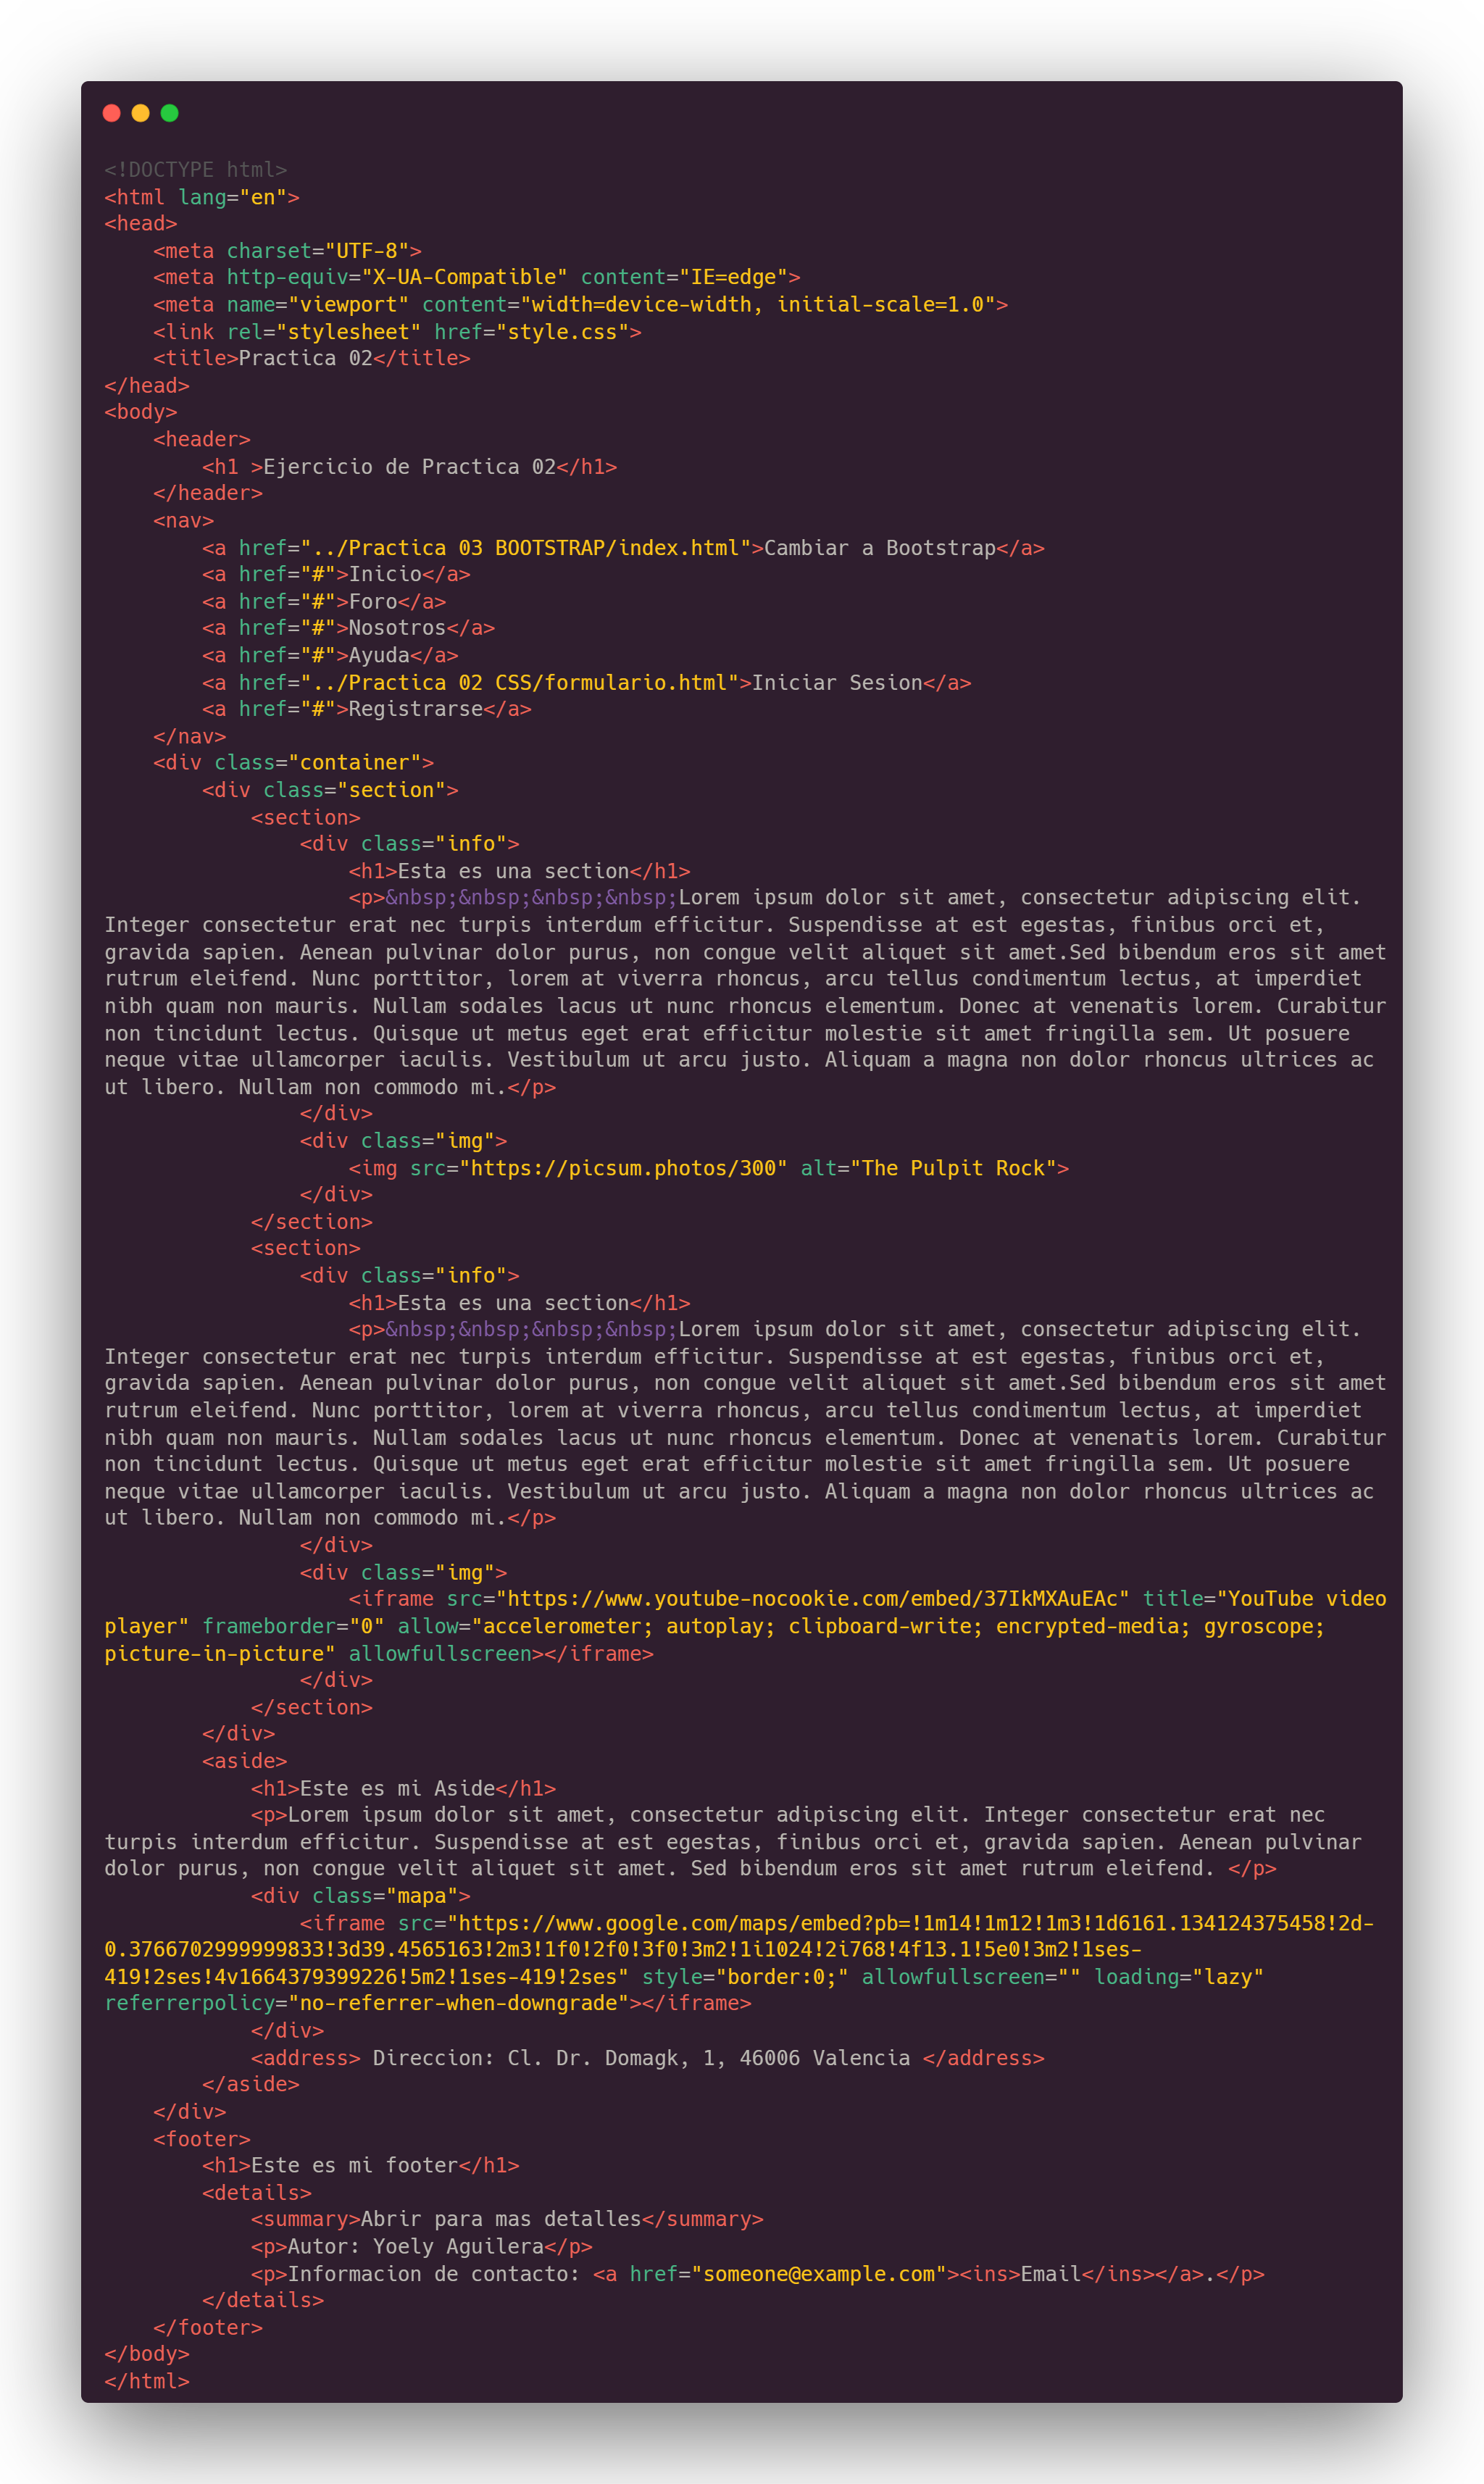 <!DOCTYPE html>
<html lang="en">
<head>
    <meta charset="UTF-8">
    <meta http-equiv="X-UA-Compatible" content="IE=edge">
    <meta name="viewport" content="width=device-width, initial-scale=1.0">
    <link rel="stylesheet" href="style.css">
    <title>Practica 02</title>
</head>
<body>
    <header>
        <h1 >Ejercicio de Practica 02</h1>
    </header>
    <nav>
        <a href="../Practica 03 BOOTSTRAP/index.html">Cambiar a Bootstrap</a>
        <a href="#">Inicio</a>
        <a href="#">Foro</a>
        <a href="#">Nosotros</a>
        <a href="#">Ayuda</a>
        <a href="../Practica 02 CSS/formulario.html">Iniciar Sesion</a>
        <a href="#">Registrarse</a>
    </nav>
    <div class="container">
        <div class="section">
            <section>
                <div class="info">
                    <h1>Esta es una section</h1>
                    <p>&nbsp;&nbsp;&nbsp;&nbsp;Lorem ipsum dolor sit amet, consectetur adipiscing elit.
Integer consectetur erat nec turpis interdum efficitur. Suspendisse at est egestas, finibus orci et,
gravida sapien. Aenean pulvinar dolor purus, non congue velit aliquet sit amet.Sed bibendum eros sit amet
rutrum eleifend. Nunc porttitor, lorem at viverra rhoncus, arcu tellus condimentum lectus, at imperdiet
nibh quam non mauris. Nullam sodales lacus ut nunc rhoncus elementum. Donec at venenatis lorem. Curabitur
non tincidunt lectus. Quisque ut metus eget erat efficitur molestie sit amet fringilla sem. Ut posuere
neque vitae ullamcorper iaculis. Vestibulum ut arcu justo. Aliquam a magna non dolor rhoncus ultrices ac
ut libero. Nullam non commodo mi.</p>
                </div>
                <div class="img">
                    <img src="https://picsum.photos/300" alt="The Pulpit Rock">
                </div>
            </section>
            <section>
                <div class="info">
                    <h1>Esta es una section</h1>
                    <p>&nbsp;&nbsp;&nbsp;&nbsp;Lorem ipsum dolor sit amet, consectetur adipiscing elit.
Integer consectetur erat nec turpis interdum efficitur. Suspendisse at est egestas, finibus orci et,
gravida sapien. Aenean pulvinar dolor purus, non congue velit aliquet sit amet.Sed bibendum eros sit amet
rutrum eleifend. Nunc porttitor, lorem at viverra rhoncus, arcu tellus condimentum lectus, at imperdiet
nibh quam non mauris. Nullam sodales lacus ut nunc rhoncus elementum. Donec at venenatis lorem. Curabitur
non tincidunt lectus. Quisque ut metus eget erat efficitur molestie sit amet fringilla sem. Ut posuere
neque vitae ullamcorper iaculis. Vestibulum ut arcu justo. Aliquam a magna non dolor rhoncus ultrices ac
ut libero. Nullam non commodo mi.</p>
                </div>
                <div class="img">
                    <iframe src="https://www.youtube-nocookie.com/embed/37IkMXAuEAc" title="YouTube video
player" frameborder="0" allow="accelerometer; autoplay; clipboard-write; encrypted-media; gyroscope;
picture-in-picture" allowfullscreen></iframe>
                </div>
            </section>
        </div>
        <aside>
            <h1>Este es mi Aside</h1>
            <p>Lorem ipsum dolor sit amet, consectetur adipiscing elit. Integer consectetur erat nec
turpis interdum efficitur. Suspendisse at est egestas, finibus orci et, gravida sapien. Aenean pulvinar
dolor purus, non congue velit aliquet sit amet. Sed bibendum eros sit amet rutrum eleifend. </p>
            <div class="mapa">
                <iframe src="https://www.google.com/maps/embed?pb=!1m14!1m12!1m3!1d6161.134124375458!2d-
0.3766702999999833!3d39.4565163!2m3!1f0!2f0!3f0!3m2!1i1024!2i768!4f13.1!5e0!3m2!1ses-
419!2ses!4v1664379399226!5m2!1ses-419!2ses" style="border:0;" allowfullscreen="" loading="lazy"
referrerpolicy="no-referrer-when-downgrade"></iframe>
            </div>
            <address> Direccion: Cl. Dr. Domagk, 1, 46006 Valencia </address>
        </aside>
    </div>
    <footer>
        <h1>Este es mi footer</h1>
        <details>
            <summary>Abrir para mas detalles</summary>
            <p>Autor: Yoely Aguilera</p>
            <p>Informacion de contacto: <a href="someone@example.com"><ins>Email</ins></a>.</p>
        </details>
    </footer>
</body>
</html>